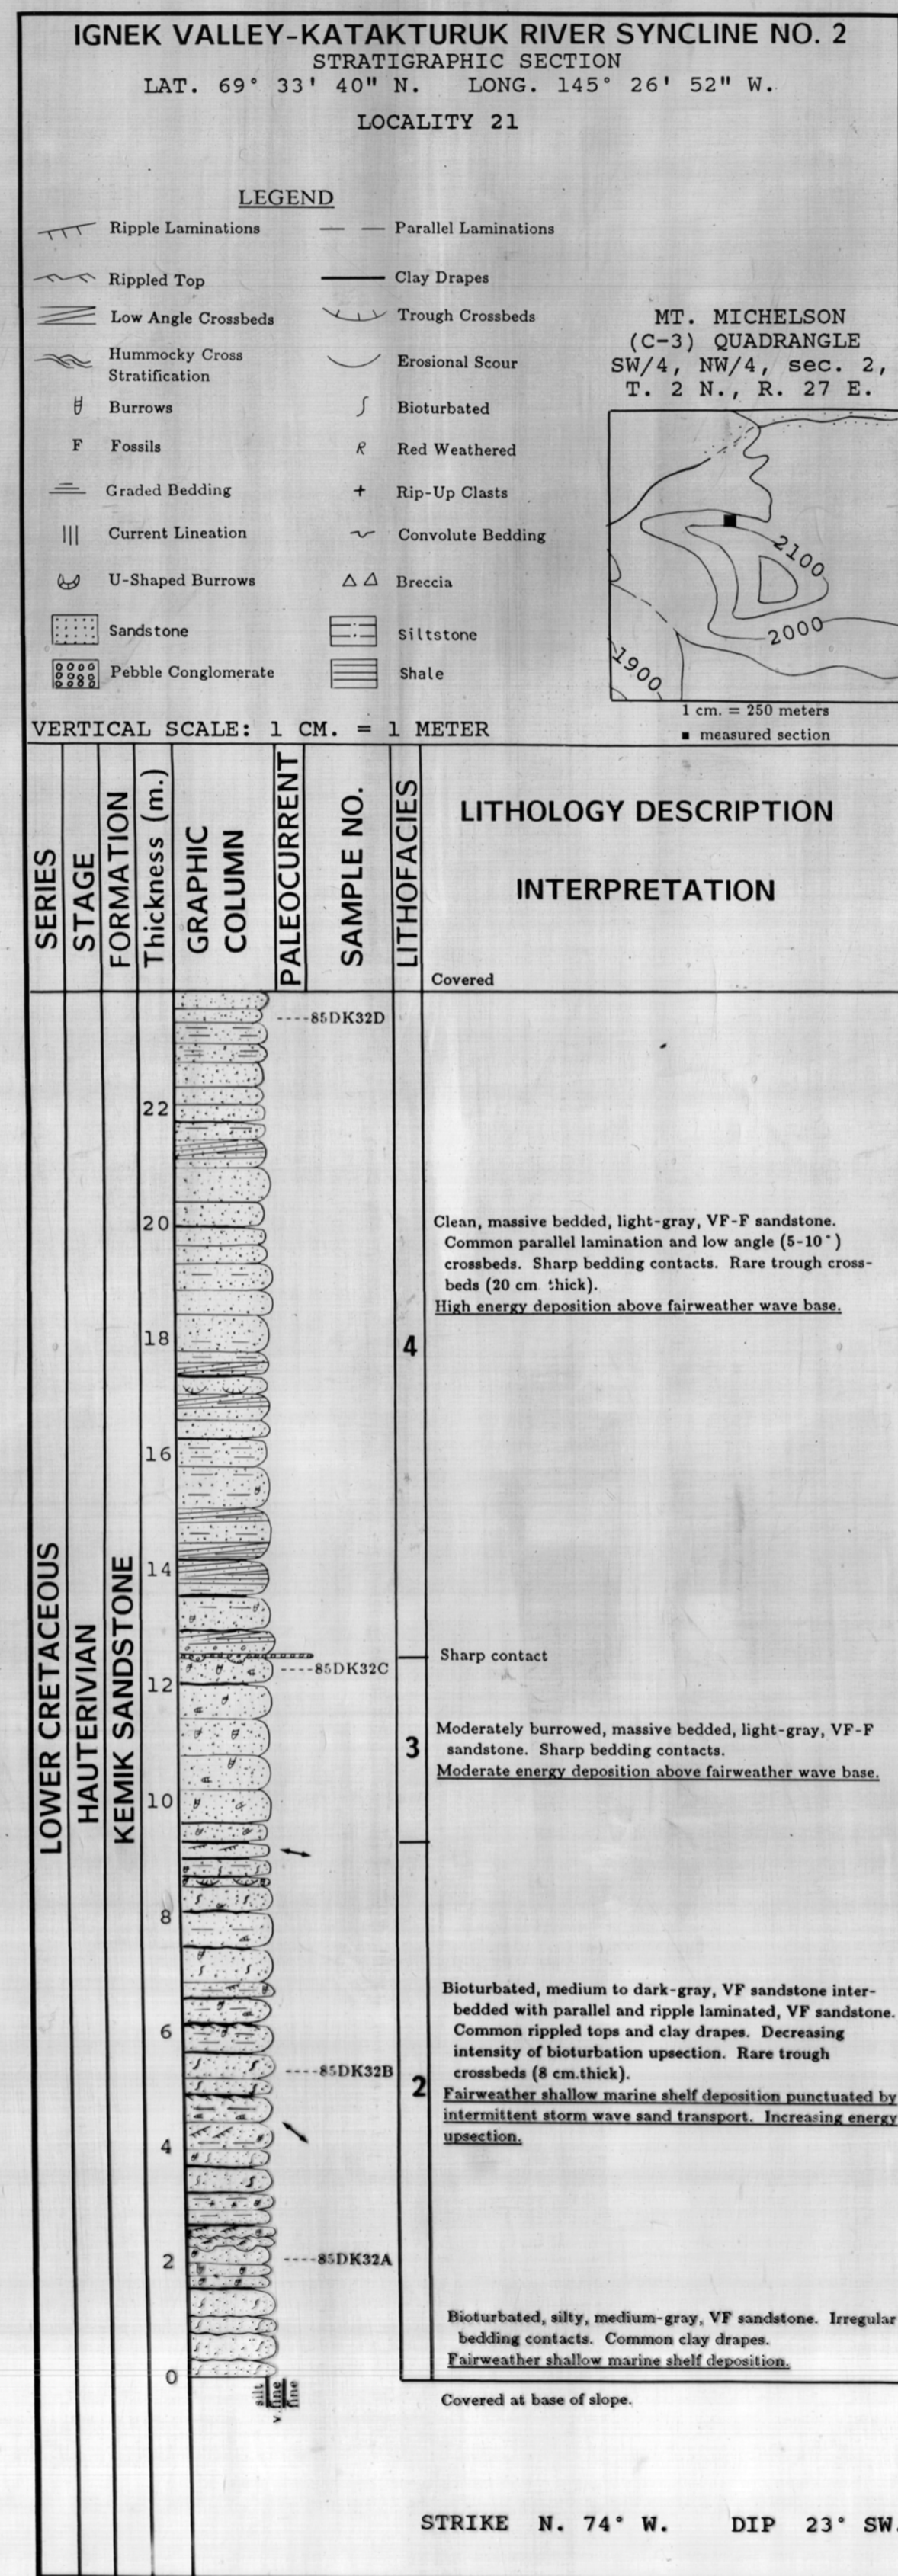 IGNEK VALLEY-KATAKTURUK RIVER SYNCLINE NO. 2
STRATIGRAPHIC SECTION
LAT. 69° 33' 40" N. LONG. 145° 26' 52" W.
LOCALITY 21
LEGEND
Ripple Laminations
Parallel Laminations
Rippled Top
Clay Drapes
Low Angle Crossbeds
Trough Crossbeds
Hummocky Cross
Stratification
Erosional Scour
Burrows
Bioturbated
F Fossils
R Red Weathered
Graded Bedding
+ Rip-Up Clasts
Current Lineation
Convolute Bedding
U-Shaped Burrows
Breccia
Sandstone
Siltstone
Pebble Conglomerate
Shale
MT. MICHELSON
(C-3) QUADRANGLE
SW/4, NW/4, sec. 2,
T. 2 N., R. 27 E.
2100
2000
1900
1 cm. = 250 meters
■ measured section
VERTICAL SCALE: 1 CM. = 1 METER
SERIES
STAGE
FORMATION
Thickness (m.)
GRAPHIC
COLUMN
PALEOCURRENT
SAMPLE NO.
LITHOFACIES
LITHOLOGY DESCRIPTION
INTERPRETATION
Covered
----85DK32D
22
20
Clean, massive bedded, light-gray, VF-F sandstone.
Common parallel lamination and low angle (5-10°)
crossbeds. Sharp bedding contacts. Rare trough cross-
beds (20 cm thick).
High energy deposition above fairweather wave base.
18
4
16
14
LOWER CRETACEOUS
HAUTERIVIAN
KEMIK SANDSTONE
Sharp contact
----85DK32C
12
3
Moderately burrowed, massive bedded, light-gray, VF-F
sandstone. Sharp bedding contacts.
Moderate energy deposition above fairweather wave base.
10
8
Bioturbated, medium to dark-gray, VF sandstone inter-
bedded with parallel and ripple laminated, VF sandstone.
Common rippled tops and clay drapes. Decreasing
intensity of bioturbation upsection. Rare trough
crossbeds (8 cm.thick).
Fairweather shallow marine shelf deposition punctuated by
intermittent storm wave sand transport. Increasing energy
upsection.
6
----85DK32B
2
4
2
----85DK32A
Bioturbated, silty, medium-gray, VF sandstone. Irregular
bedding contacts. Common clay drapes.
Fairweather shallow marine shelf deposition.
0
silt
v. fine
fine
Covered at base of slope.
STRIKE N. 74° W. DIP 23° SW.